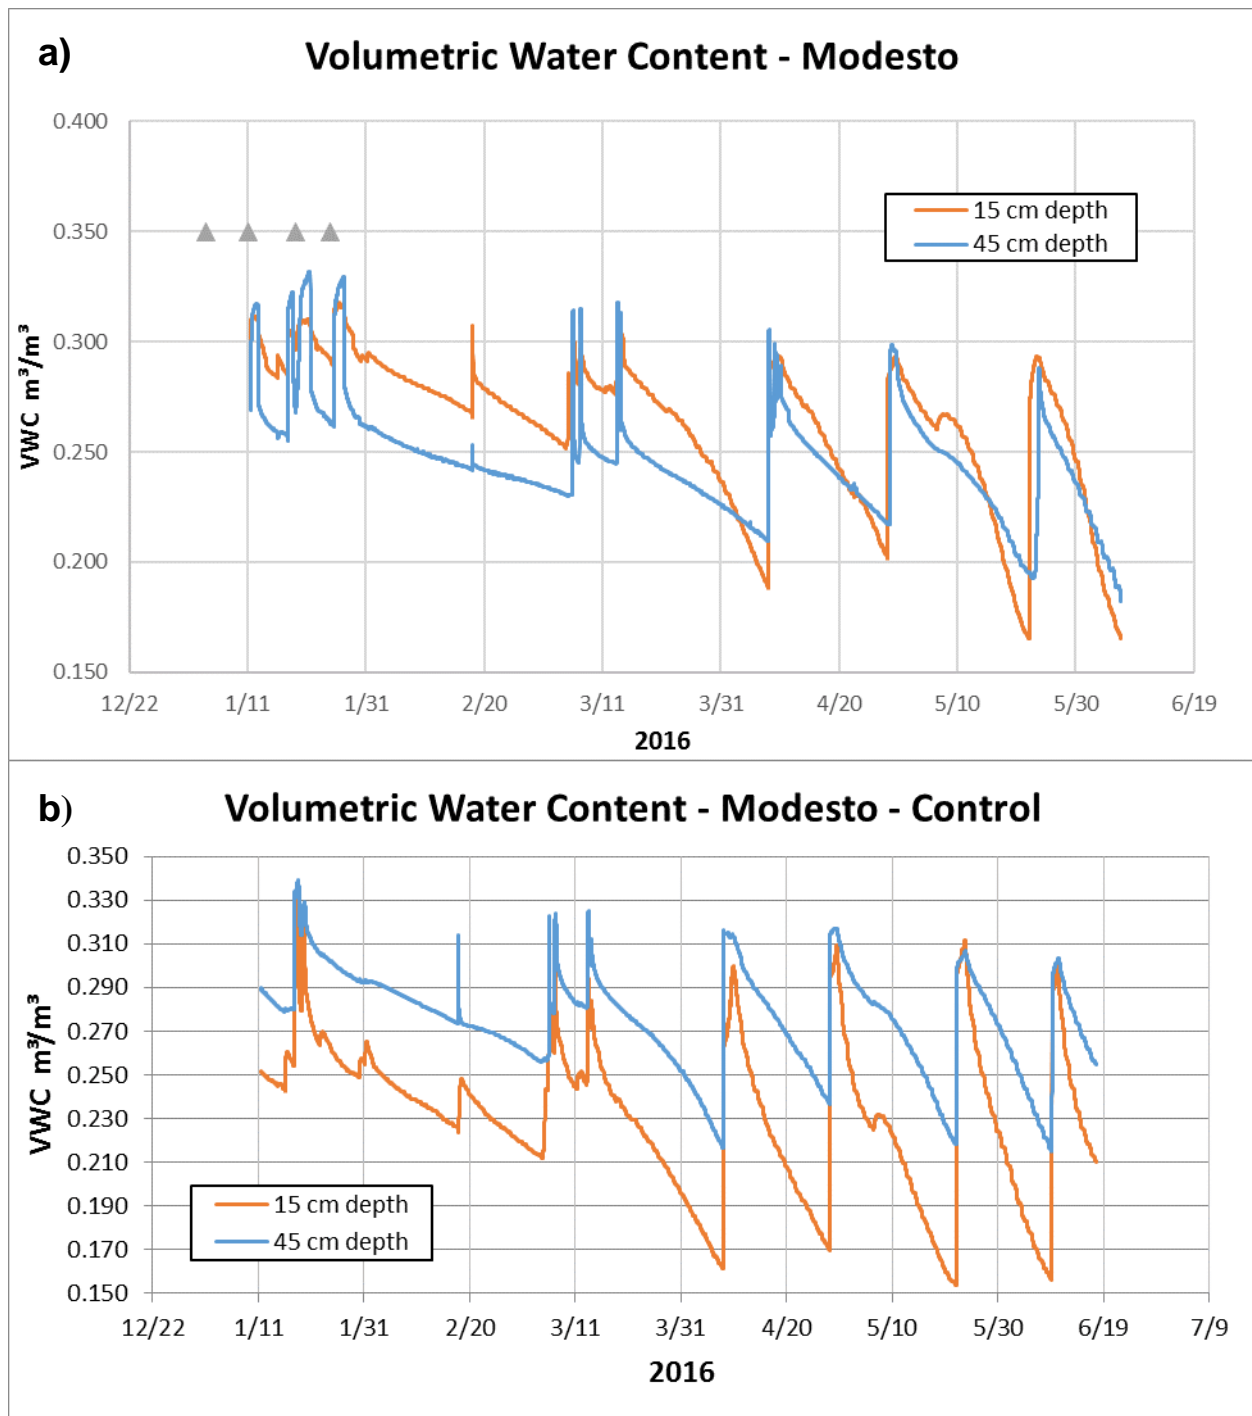 a)
Volumetric Water Content - Modesto
0.400
0.350
0.300
0.250
0.200
0.150
VWC m³/m³
15 cm depth
45 cm depth
12/22 1/11 1/31 2/20 3/11 3/31 4/20 5/10 5/30 6/19
2016
b)
Volumetric Water Content - Modesto - Control
0.350
0.330
0.310
0.290
0.270
0.250
0.230
0.210
0.190
0.170
0.150
VWC m³/m³
15 cm depth
45 cm depth
12/22 1/11 1/31 2/20 3/11 3/31 4/20 5/10 5/30 6/19 7/9
2016